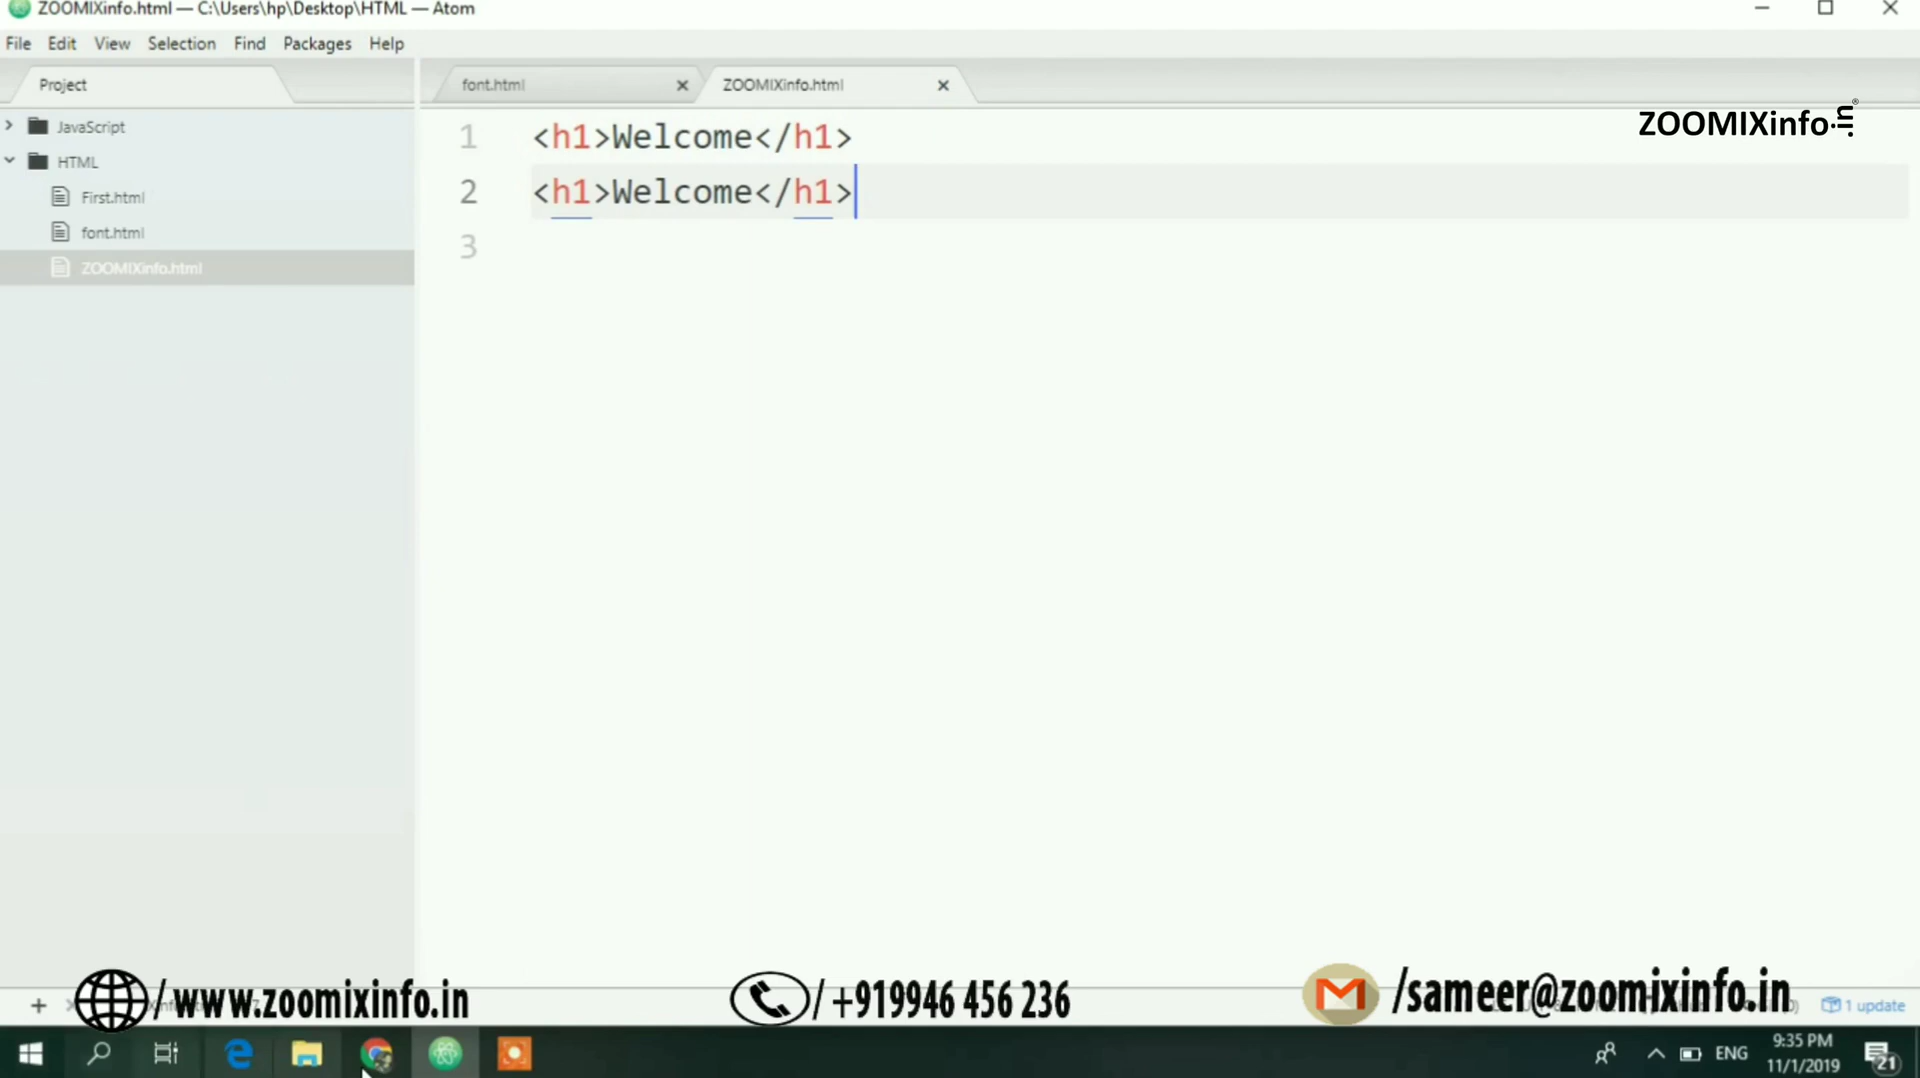 ZOOMIXinfo.html — C:\Users\hp\Desktop\HTML — Atom
File Edit View Selection Find Packages Help
Project
font.html
ZOOMIXinfo.html
JavaScript
HTML
First.html
font.html
ZOOMIXinfo.html
1 <h1>Welcome</h1>
2 <h1>Welcome</h1>
3
ZOOMIXinfo.in®
/ www.zoomixinfo.in
/ +919946 456 236
/sameer@zoomixinfo.in
1 update
ENG
9:35 PM
11/1/2019
21